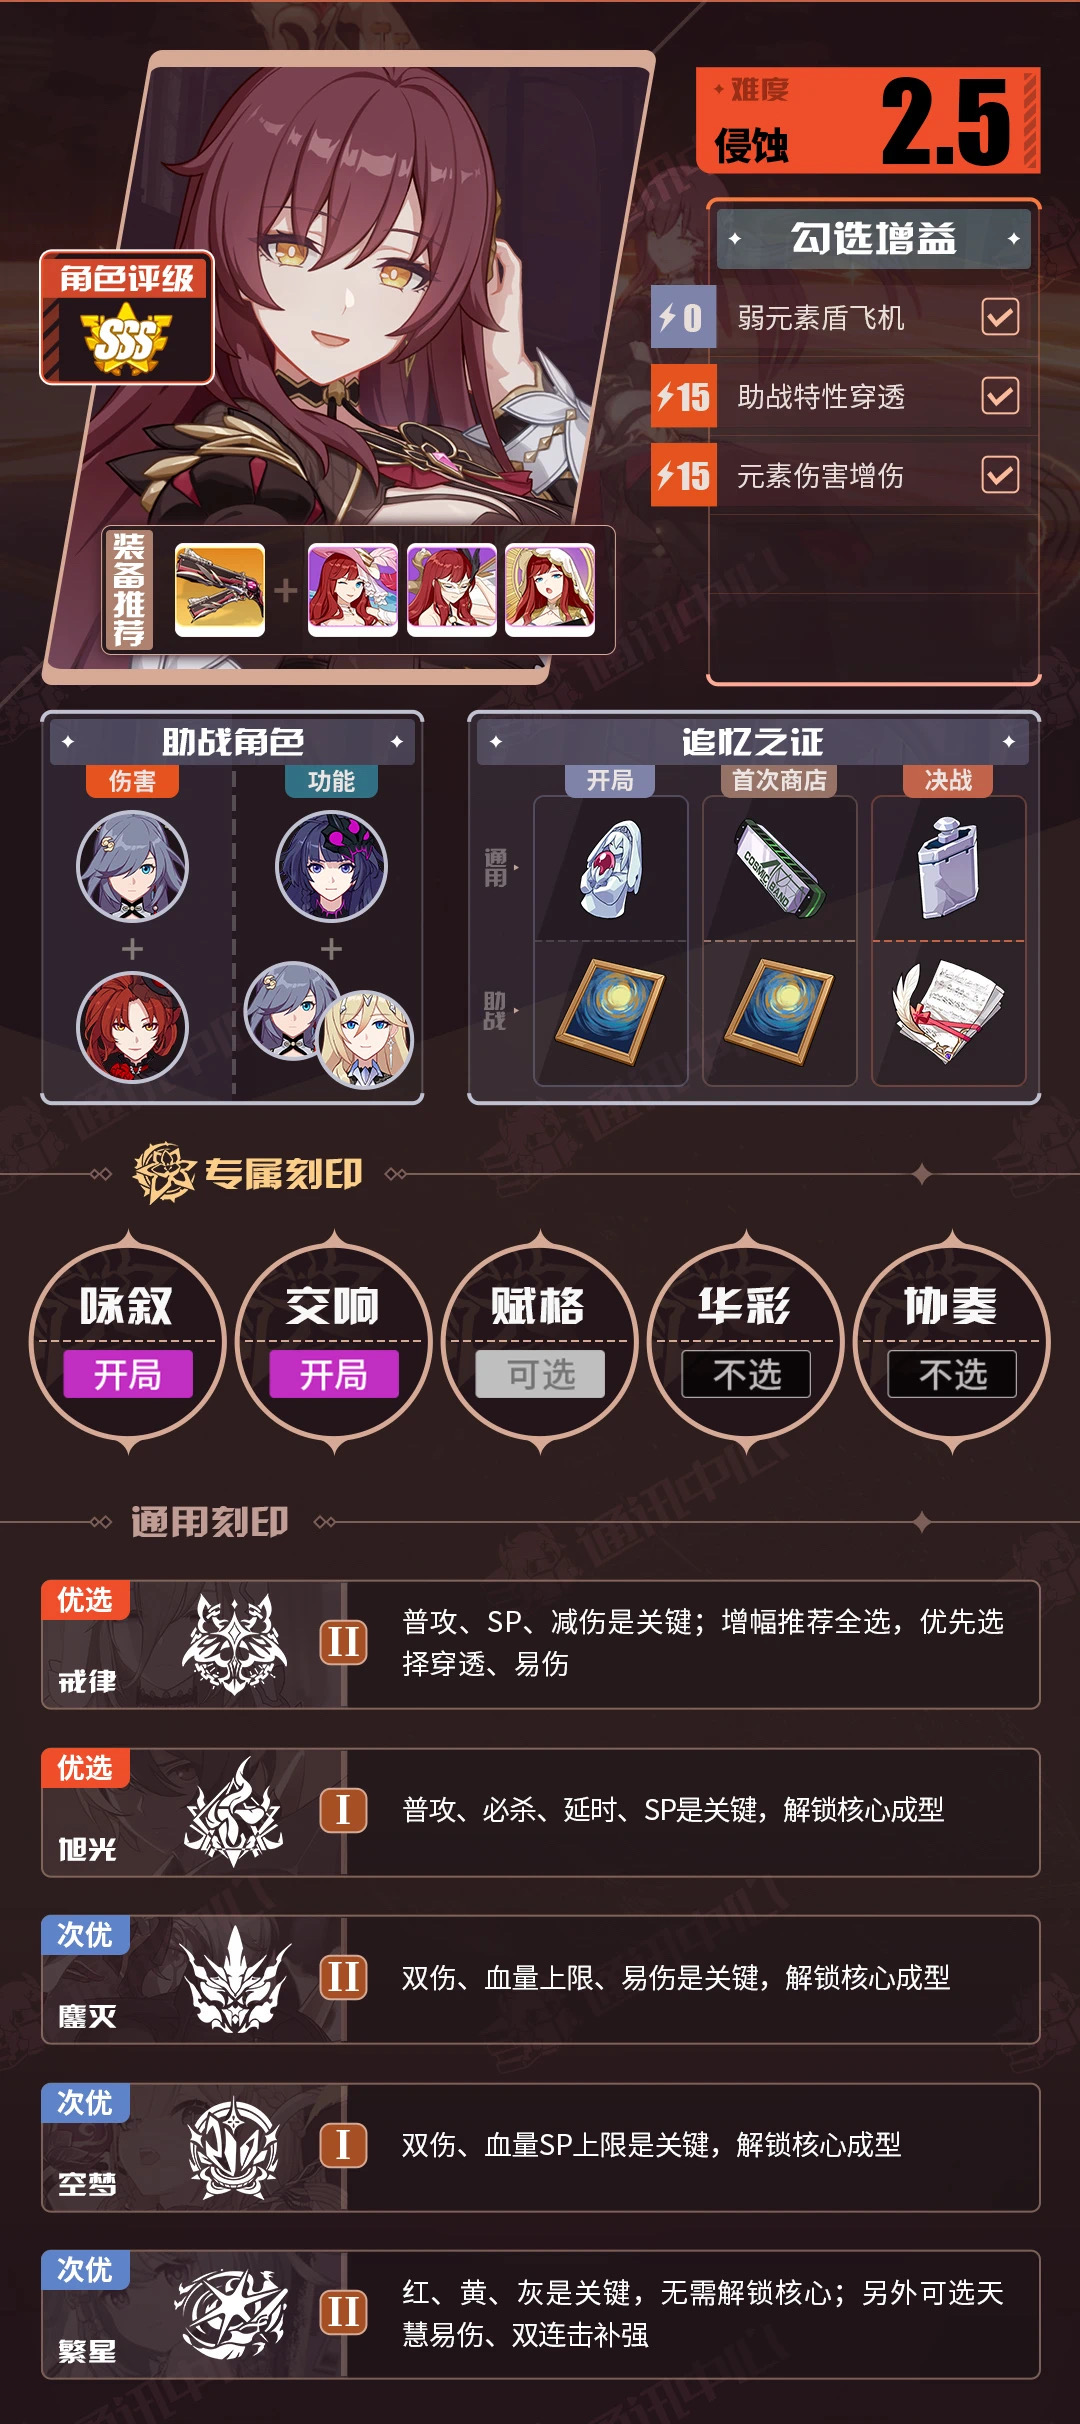 难度
侵蚀
2.5
勾选增益
0
弱元素盾飞机
15
助战特性穿透
15
元素伤害增伤
角色评级
SSS
装备推荐
助战角色
伤害
功能
追忆之证
开局
首次商店
决战
通用
助战
COSMIC BAND
专属刻印
咏叙
开局
交响
开局
赋格
可选
华彩
不选
协奏
不选
通用刻印
优选
戒律
II
普攻、SP、减伤是关键；增幅推荐全选，优先选
择穿透、易伤
优选
旭光
I
普攻、必杀、延时、SP是关键，解锁核心成型
次优
鏖灭
II
双伤、血量上限、易伤是关键，解锁核心成型
次优
空梦
I
双伤、血量SP上限是关键，解锁核心成型
次优
繁星
II
红、黄、灰是关键，无需解锁核心；另外可选天
慧易伤、双连击补强
通讯中心